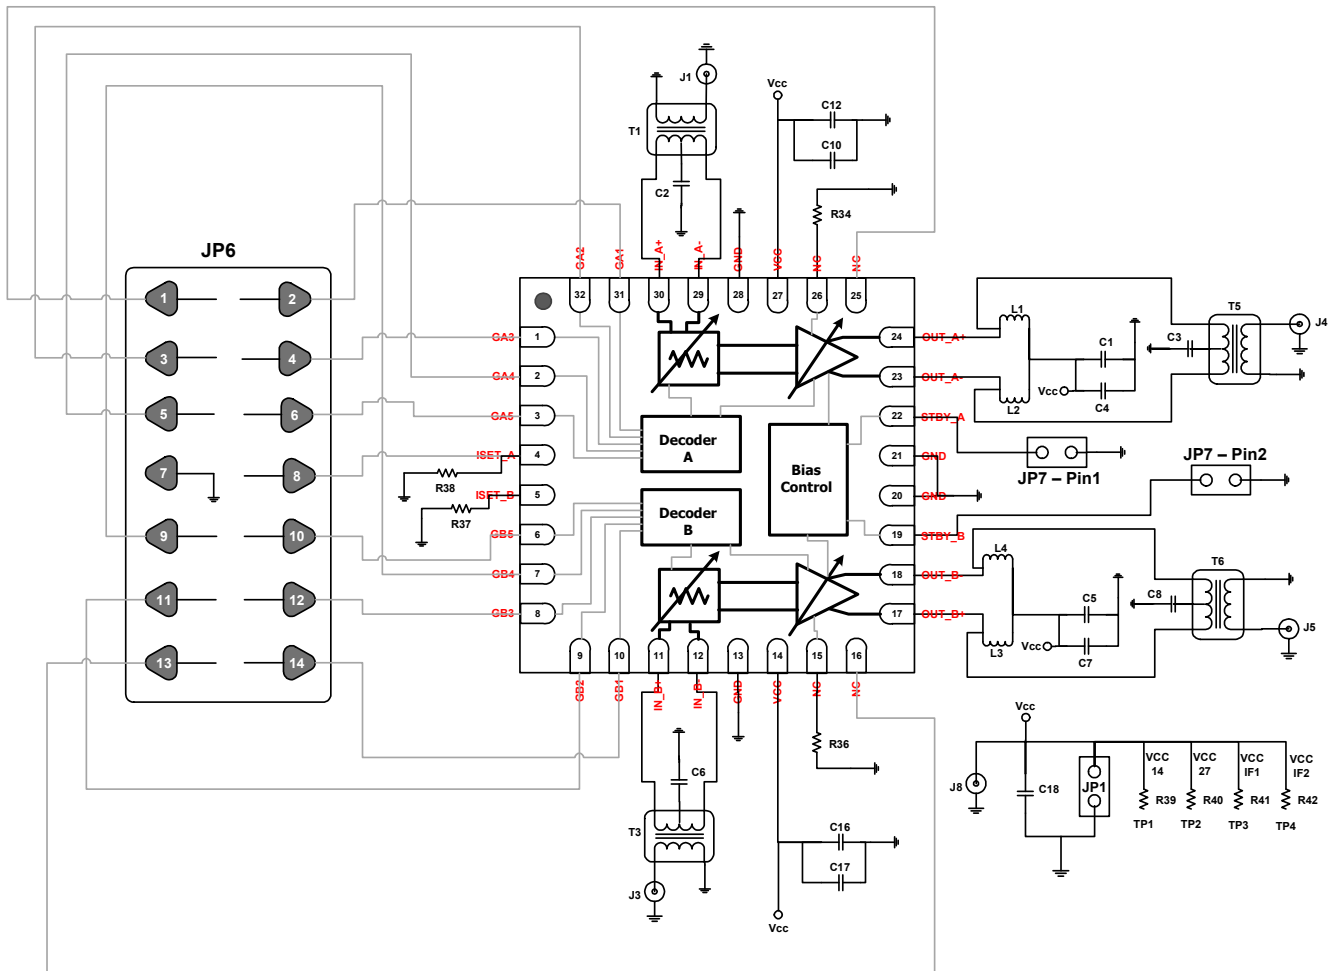 J1
Vcc
C12
T1
C10
C2
R34
JP6
GA2
GA1
IN_A+
IN_A-
GND
VCC
NC
NC
32
31
30
29
28
27
26
25
1
2
3
4
5
6
7
8
9
10
11
12
13
14
GA3
1
GA4
2
GA5
3
ISET_A
4
R38
ISET_B
5
R37
GB5
6
GB4
7
GB3
8
Decoder
A
Decoder
B
Bias
Control
24
OUT_A+
23
OUT_A-
22
STBY_A
21
GND
20
GND
19
STBY_B
18
OUT_B-
17
OUT_B+
L1
L2
C1
Vcc
C4
C3
T5
J4
JP7 – Pin1
JP7 – Pin2
L4
L3
C5
Vcc
C7
C8
T6
J5
9
10
11
12
13
14
15
16
GB2
GB1
IN_B+
IN_B-
GND
VCC
NC
NC
R36
C6
T3
J3
C16
C17
Vcc
Vcc
J8
C18
JP1
VCC
14
R39
TP1
VCC
27
R40
TP2
VCC
IF1
R41
TP3
VCC
IF2
R42
TP4